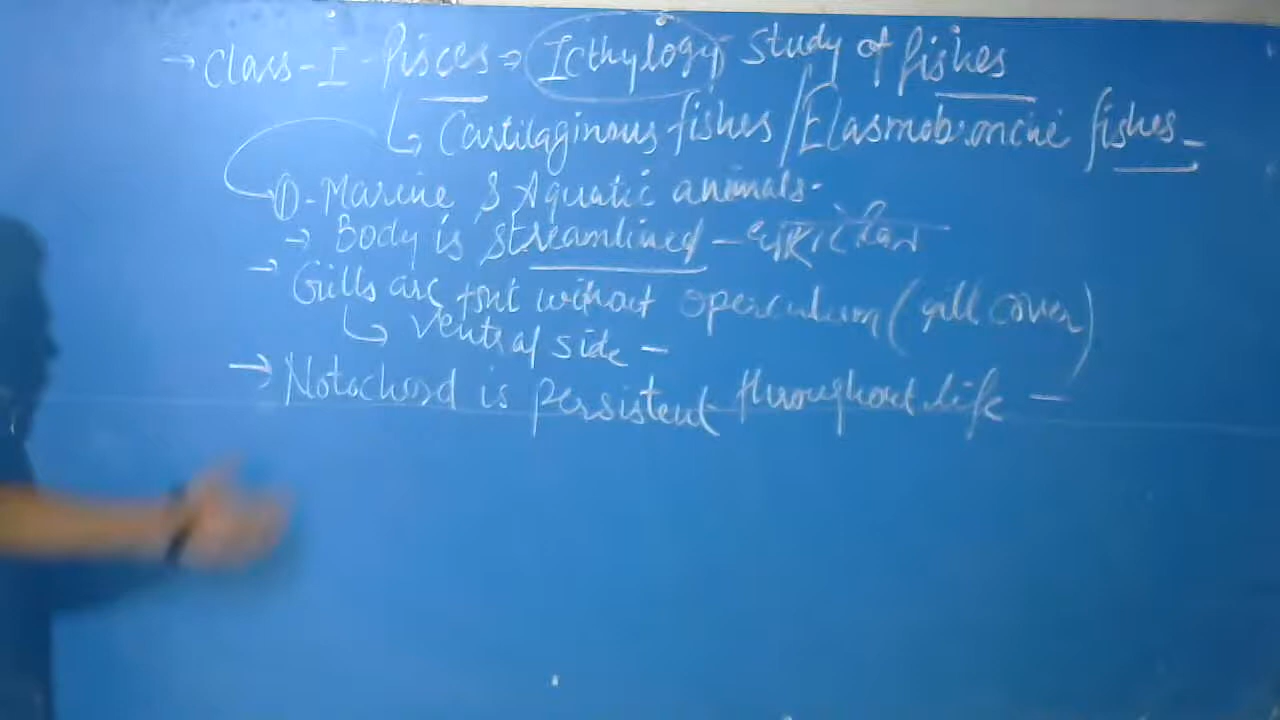 → Class - I - Pisces → Icthylogy - Study of fishes
↳ Cartilaginous fishes / Elasmobronchi fishes -
① - Marine & Aquatic animals.
→ Body is streamlined -
→ Gills are without operculum (gill cover)
↳ Ventral side -
→ Notochord is persistent throughout life -